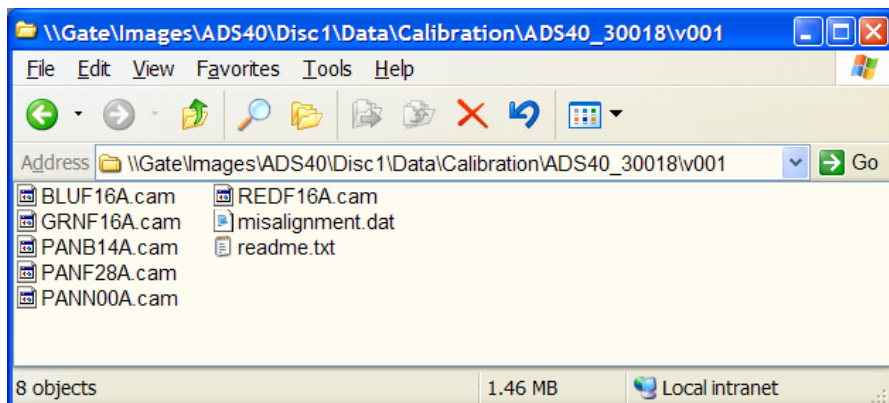 \\Gate\Images\ADS40\Disc1\Data\Calibration\ADS40_30018\v001
File Edit View Favorites Tools Help
Address \\Gate\Images\ADS40\Disc1\Data\Calibration\ADS40_30018\v001 Go
BLUF16A.cam REDF16A.cam
GRNF16A.cam misalignment.dat
PANB14A.cam readme.txt
PANF28A.cam
PANN00A.cam
8 objects 1.46 MB Local intranet